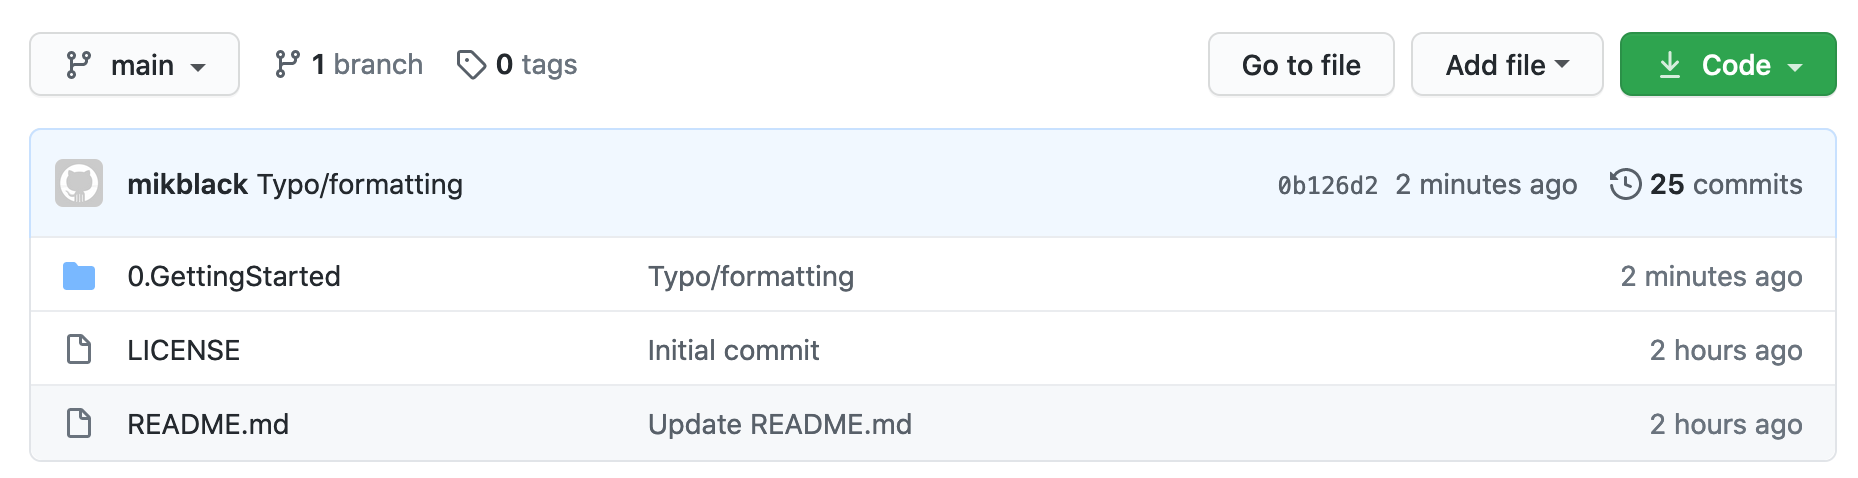 main 1 branch 0 tags Go to file Add file Code
mikblack Typo/formatting 0b126d2 2 minutes ago 25 commits
0.GettingStarted Typo/formatting 2 minutes ago
LICENSE Initial commit 2 hours ago
README.md Update README.md 2 hours ago